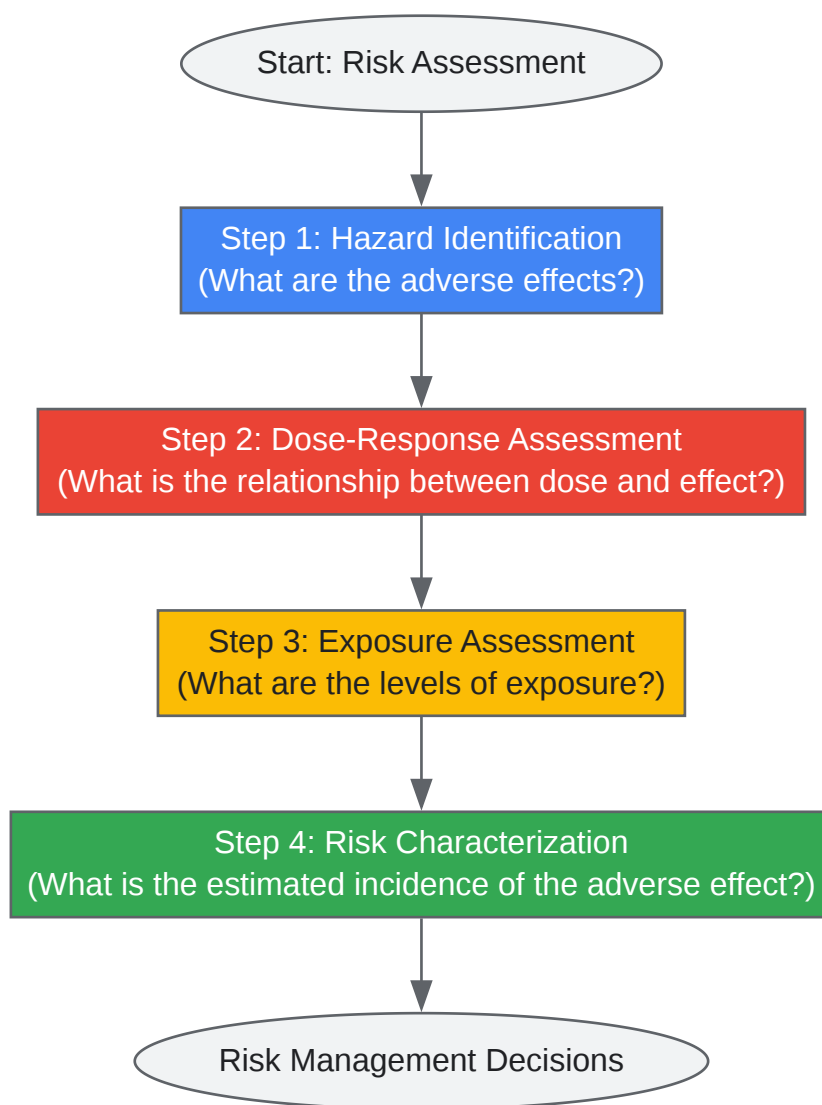 Start: Risk Assessment
Step 1: Hazard Identification
(What are the adverse effects?)
Step 2: Dose-Response Assessment
(What is the relationship between dose and effect?)
Step 3: Exposure Assessment
(What are the levels of exposure?)
Step 4: Risk Characterization
(What is the estimated incidence of the adverse effect?)
Risk Management Decisions